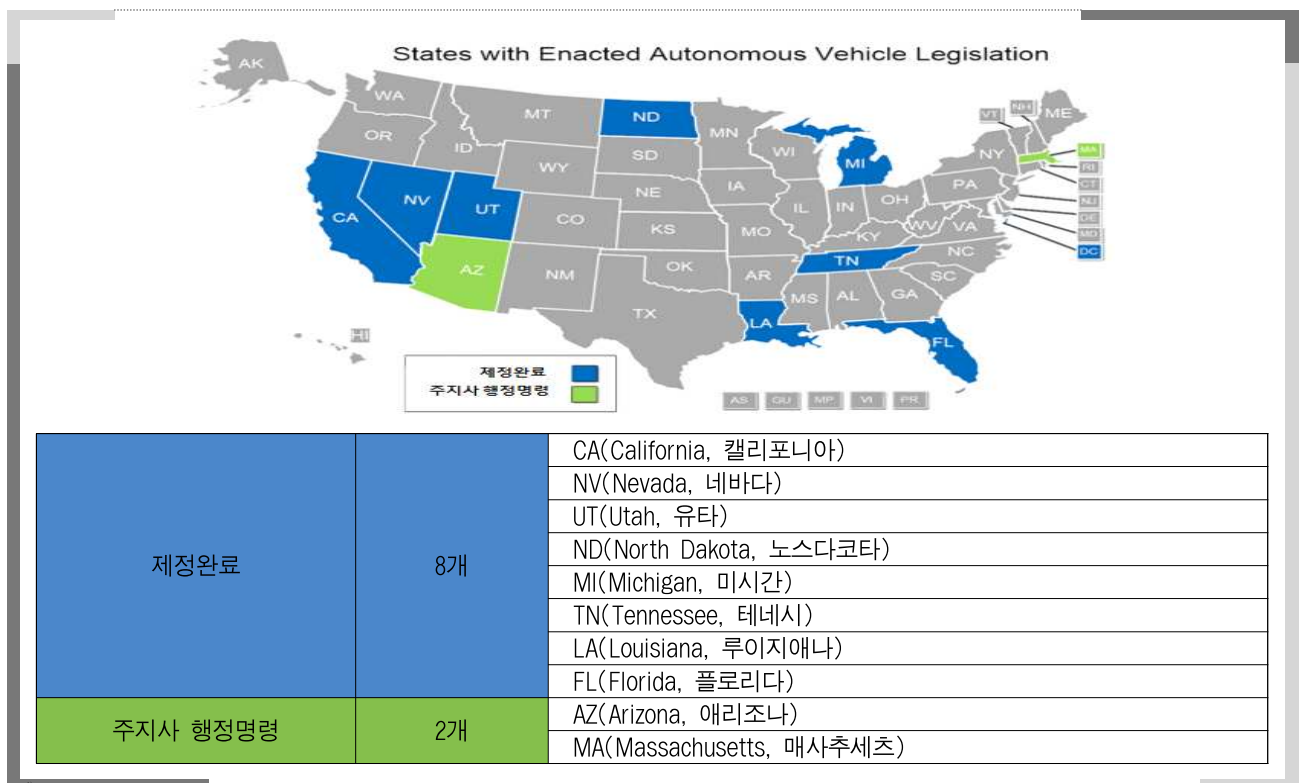 States with Enacted Autonomous Vehicle Legislation
AK
WA
OR
ID
MT
ND
MN
SD
WY
WI
MI
VT
NH
ME
NY
MA
RI
CT
NJ
DE
MD
DC
CA
NV
UT
CO
NE
IA
IL
IN
OH
PA
WV
VA
KS
MO
KY
NC
AZ
NM
OK
AR
TN
SC
TX
LA
MS
AL
GA
FL
HI
제정완료
주지사 행정명령
AS
GU
MP
VI
PR
제정완료
8개
CA(California, 캘리포니아)
NV(Nevada, 네바다)
UT(Utah, 유타)
ND(North Dakota, 노스다코타)
MI(Michigan, 미시간)
TN(Tennessee, 테네시)
LA(Louisiana, 루이지애나)
FL(Florida, 플로리다)
주지사 행정명령
2개
AZ(Arizona, 애리조나)
MA(Massachusetts, 매사추세츠)